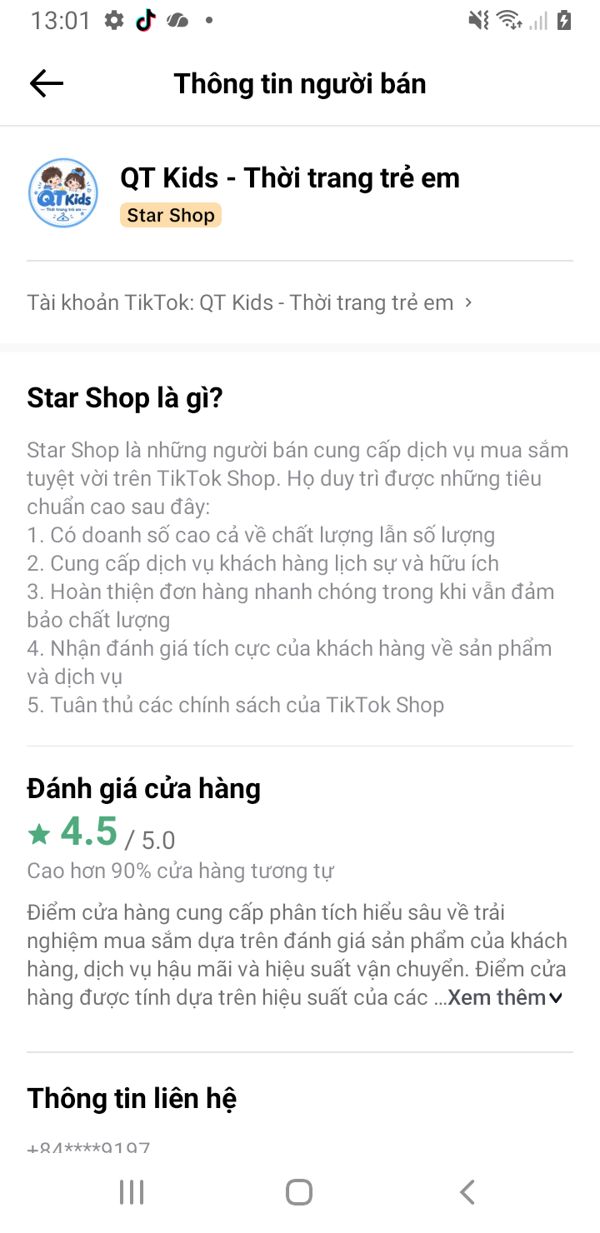 13:01
Thông tin người bán
QT Kids - Thời trang trẻ em
QT Kids
Thời trang trẻ em
Star Shop
Tài khoản TikTok: QT Kids - Thời trang trẻ em
Star Shop là gì?
Star Shop là những người bán cung cấp dịch vụ mua sắm
tuyệt vời trên TikTok Shop. Họ duy trì được những tiêu
chuẩn cao sau đây:
1. Có doanh số cao cả về chất lượng lẫn số lượng
2. Cung cấp dịch vụ khách hàng lịch sự và hữu ích
3. Hoàn thiện đơn hàng nhanh chóng trong khi vẫn đảm
bảo chất lượng
4. Nhận đánh giá tích cực của khách hàng về sản phẩm
và dịch vụ
5. Tuân thủ các chính sách của TikTok Shop
Đánh giá cửa hàng
4.5 / 5.0
Cao hơn 90% cửa hàng tương tự
Điểm cửa hàng cung cấp phân tích hiểu sâu về trải
nghiệm mua sắm dựa trên đánh giá sản phẩm của khách
hàng, dịch vụ hậu mãi và hiệu suất vận chuyển. Điểm cửa
hàng được tính dựa trên hiệu suất của các ...Xem thêm
Thông tin liên hệ
+84****9197